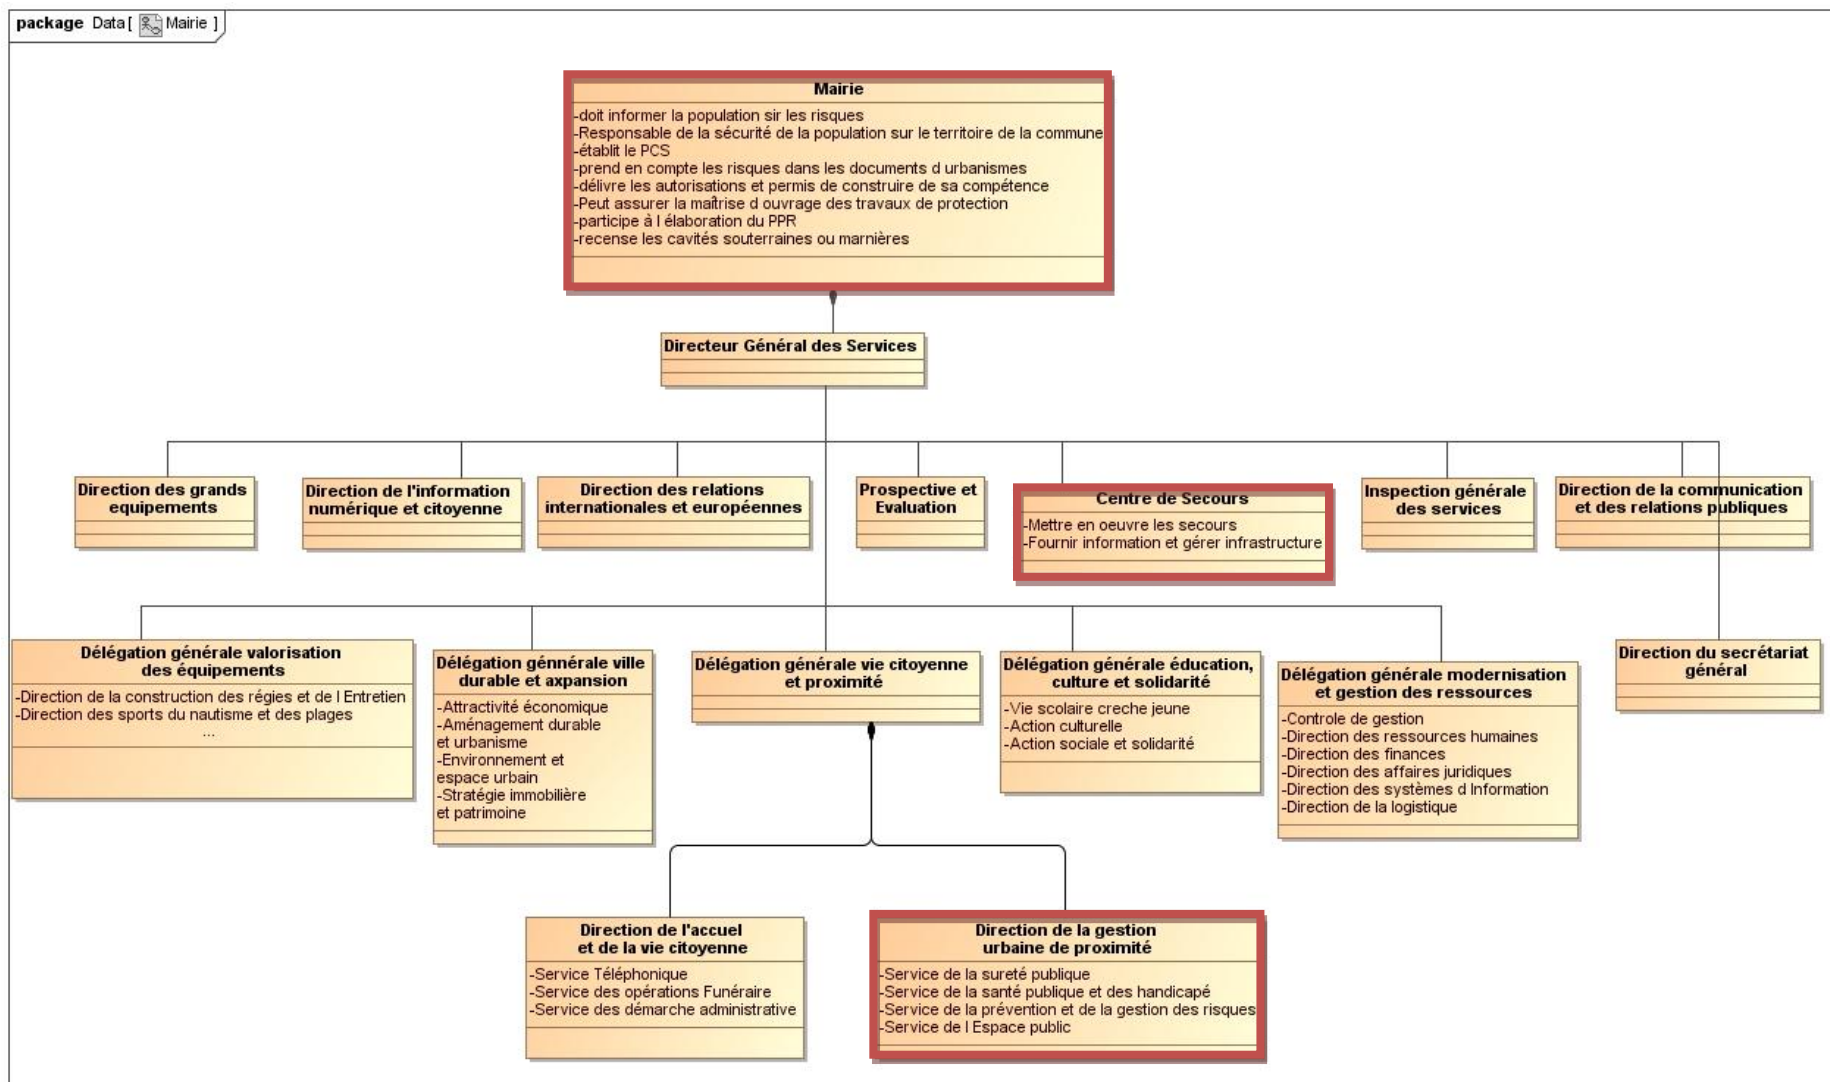 package Data [ Mairie ]
Mairie
-doit informer la population sir les risques
-Responsable de la sécurité de la population sur le territoire de la commune
-établit le PCS
-prend en compte les risques dans les documents d urbanismes
-délivre les autorisations et permis de construire de sa compétence
-Peut assurer la maîtrise d ouvrage des travaux de protection
-participe à l élaboration du PPR
-recense les cavités souterraines ou marnières
Directeur Général des Services
Direction des grands
equipements
Direction de l'information
numérique et citoyenne
Direction des relations
internationales et européennes
Prospective et
Evaluation
Centre de Secours
-Mettre en oeuvre les secours
-Fournir information et gérer infrastructure
Inspection générale
des services
Direction de la communication
et des relations publiques
Délégation générale valorisation
des équipements
-Direction de la construction des régies et de l Entretien
-Direction des sports du nautisme et des plages
...
Délégation génnérale ville
durable et axpansion
-Attractivité économique
-Aménagement durable
et urbanisme
-Environnement et
espace urbain
-Stratégie immobilière
et patrimoine
Délégation générale vie citoyenne
et proximité
Délégation générale éducation,
culture et solidarité
-Vie scolaire creche jeune
-Action culturelle
-Action sociale et solidarité
Délégation générale modernisation
et gestion des ressources
-Controle de gestion
-Direction des ressources humaines
-Direction des finances
-Direction des affaires juridiques
-Direction des systèmes d Information
-Direction de la logistique
Direction du secrétariat
général
Direction de l'accuel
et de la vie citoyenne
-Service Téléphonique
-Service des opérations Funéraire
-Service des démarche administrative
Direction de la gestion
urbaine de proximité
-Service de la sureté publique
-Service de la santé publique et des handicapé
-Service de la prévention et de la gestion des risques
-Service de l Espace public